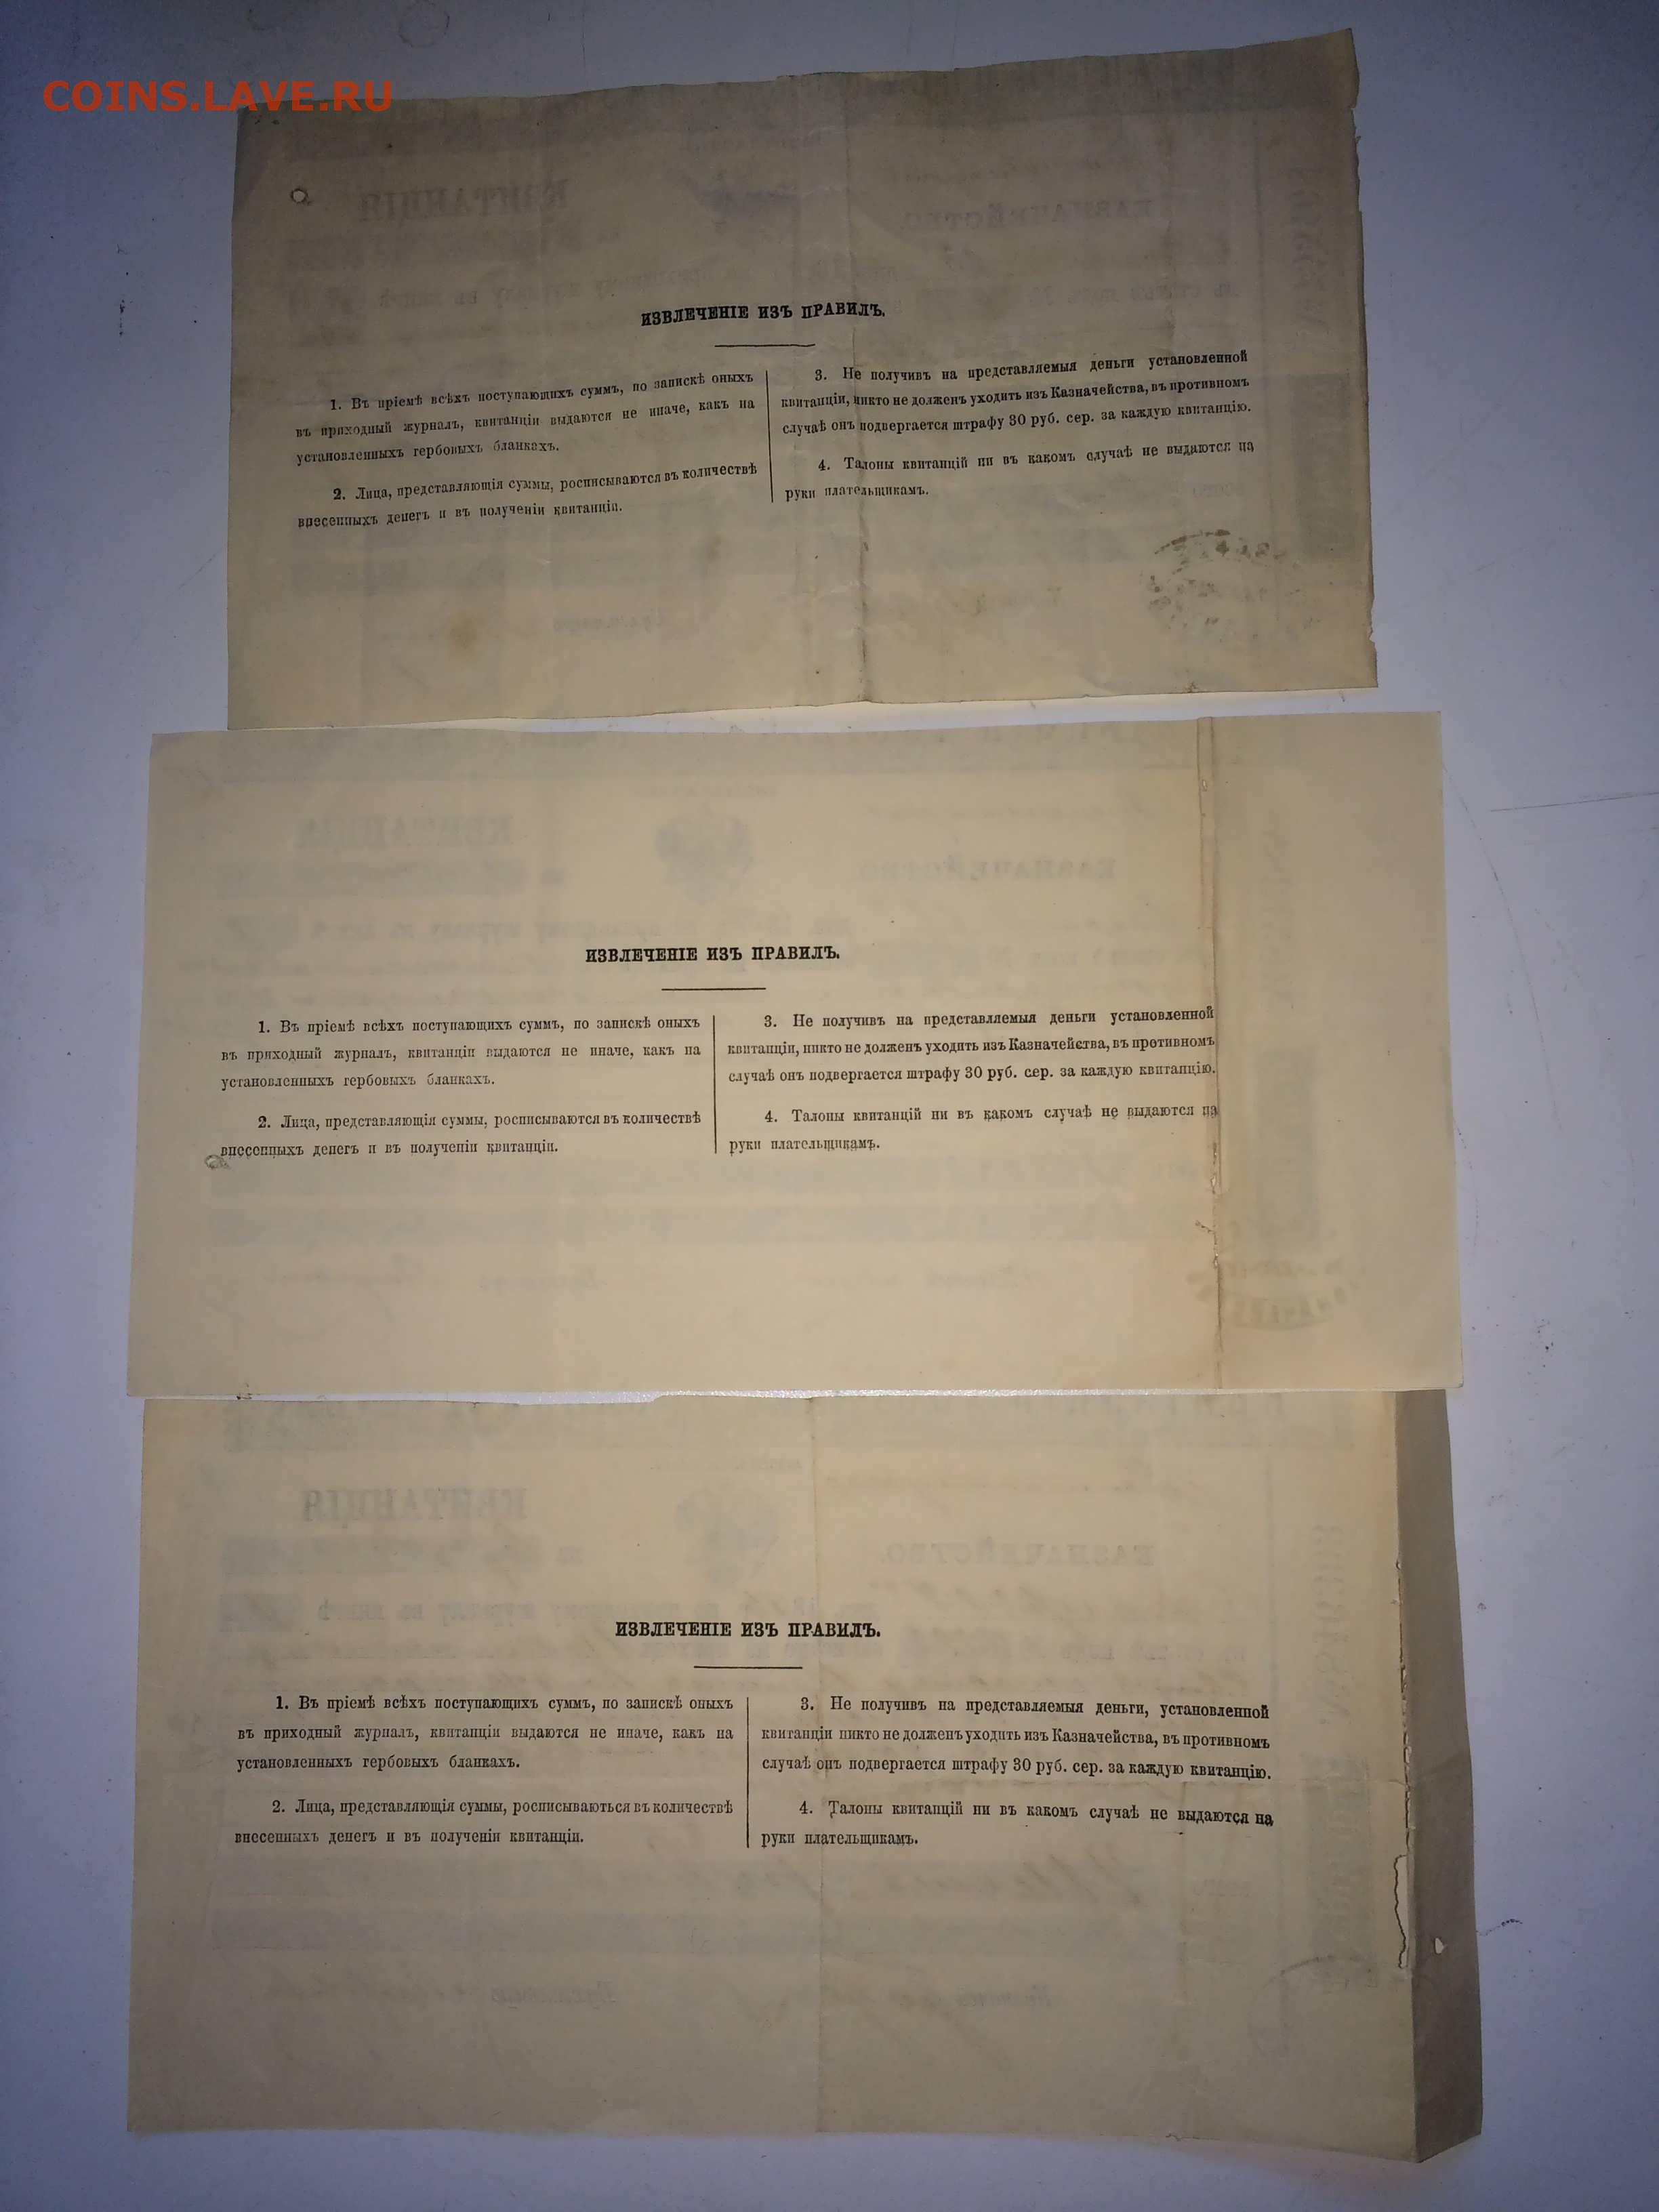 COINS.LAVE.RU
ИЗВЛЕЧЕНІЕ ИЗЪ ПРАВИЛЪ.
1. Въ пріемѣ всѣхъ поступающихъ суммъ, по запискѣ оныхъ
въ приходный журналъ, квитанціи выдаются не иначе, какъ на
установленныхъ гербовыхъ бланкахъ.
2. Лица, представляющія суммы, росписываются въ количествѣ
внесенныхъ денегъ и въ полученіи квитанціи.
3. Не получивъ на представляемыя деньги установленной
квитанціи, никто не долженъ уходить изъ Казначейства, въ противномъ
случаѣ онъ подвергается штрафу 30 руб. сер. за каждую квитанцію.
4. Талоны квитанцій ни въ какомъ случаѣ не выдаются на
руки плательщикамъ.
КВИТАНЦІЯ
КАЗНАЧЕЙСТВО.
ИЗВЛЕЧЕНІЕ ИЗЪ ПРАВИЛЪ.
1. Въ пріемѣ всѣхъ поступающихъ суммъ, по запискѣ оныхъ
въ приходный журналъ, квитанціи выдаются не иначе, какъ на
установленныхъ гербовыхъ бланкахъ.
2. Лица, представляющія суммы, росписываются въ количествѣ
внесенныхъ денегъ и въ полученіи квитанціи.
3. Не получивъ на представляемыя деньги установленной
квитанціи, никто не долженъ уходить изъ Казначейства, въ противномъ
случаѣ онъ подвергается штрафу 30 руб. сер. за каждую квитанцію.
4. Талоны квитанцій ни въ какомъ случаѣ не выдаются на
руки плательщикамъ.
КВИТАНЦІЯ
КАЗНАЧЕЙСТВО.
ИЗВЛЕЧЕНІЕ ИЗЪ ПРАВИЛЪ.
1. Въ пріемѣ всѣхъ поступающихъ суммъ, по запискѣ оныхъ
въ приходный журналъ, квитанціи выдаются не иначе, какъ на
установленныхъ гербовыхъ бланкахъ.
2. Лица, представляющія суммы, росписываються въ количествѣ
внесенныхъ денегъ и въ полученіи квитанціи.
3. Не получивъ на представляемыя деньги, установленной
квитанціи никто не долженъ уходить изъ Казначейства, въ противномъ
случаѣ онъ подвергается штрафу 30 руб. сер. за каждую квитанцію.
4. Талоны квитанцій ни въ какомъ случаѣ не выдаются на
руки плательщикамъ.
КВИТАНЦІЯ
КАЗНАЧЕЙСТВО.